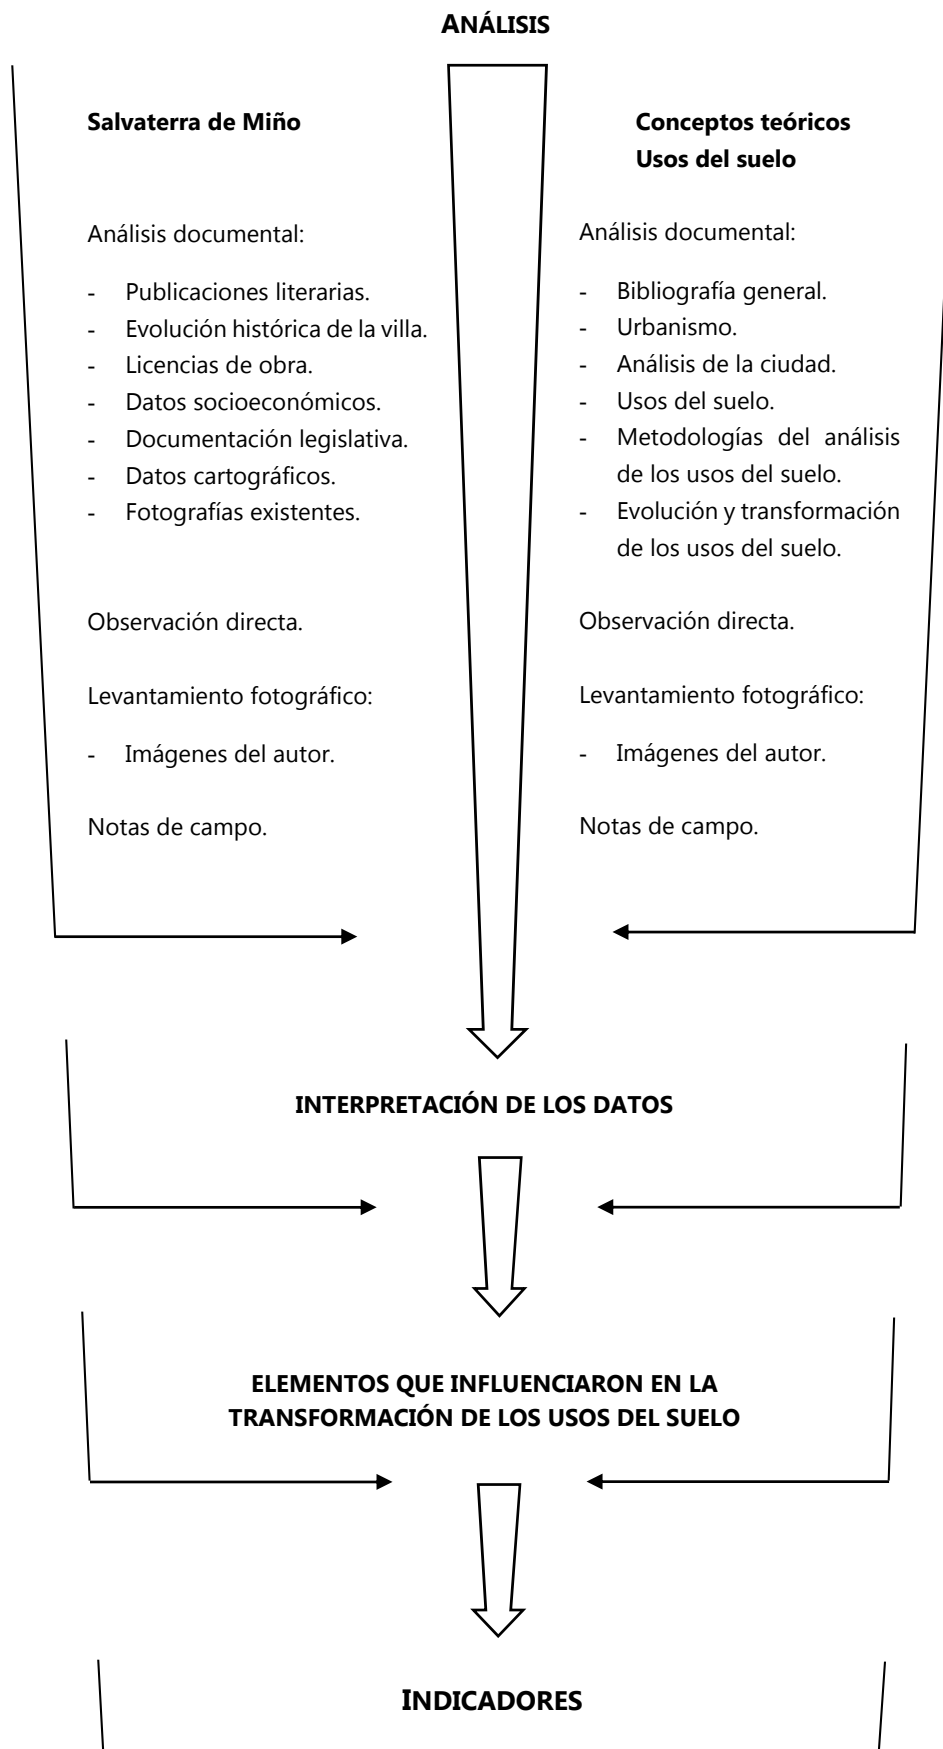 ANÁLISIS
Salvaterra de Miño
Análisis documental:
- Publicaciones literarias.
- Evolución histórica de la villa.
- Licencias de obra.
- Datos socioeconómicos.
- Documentación legislativa.
- Datos cartográficos.
- Fotografías existentes.
Observación directa.
Levantamiento fotográfico:
- Imágenes del autor.
Notas de campo.
Conceptos teóricos
Usos del suelo
Análisis documental:
- Bibliografía general.
- Urbanismo.
- Análisis de la ciudad.
- Usos del suelo.
- Metodologías del análisis
de los usos del suelo.
- Evolución y transformación
de los usos del suelo.
Observación directa.
Levantamiento fotográfico:
- Imágenes del autor.
Notas de campo.
INTERPRETACIÓN DE LOS DATOS
ELEMENTOS QUE INFLUENCIARON EN LA
TRANSFORMACIÓN DE LOS USOS DEL SUELO
INDICADORES